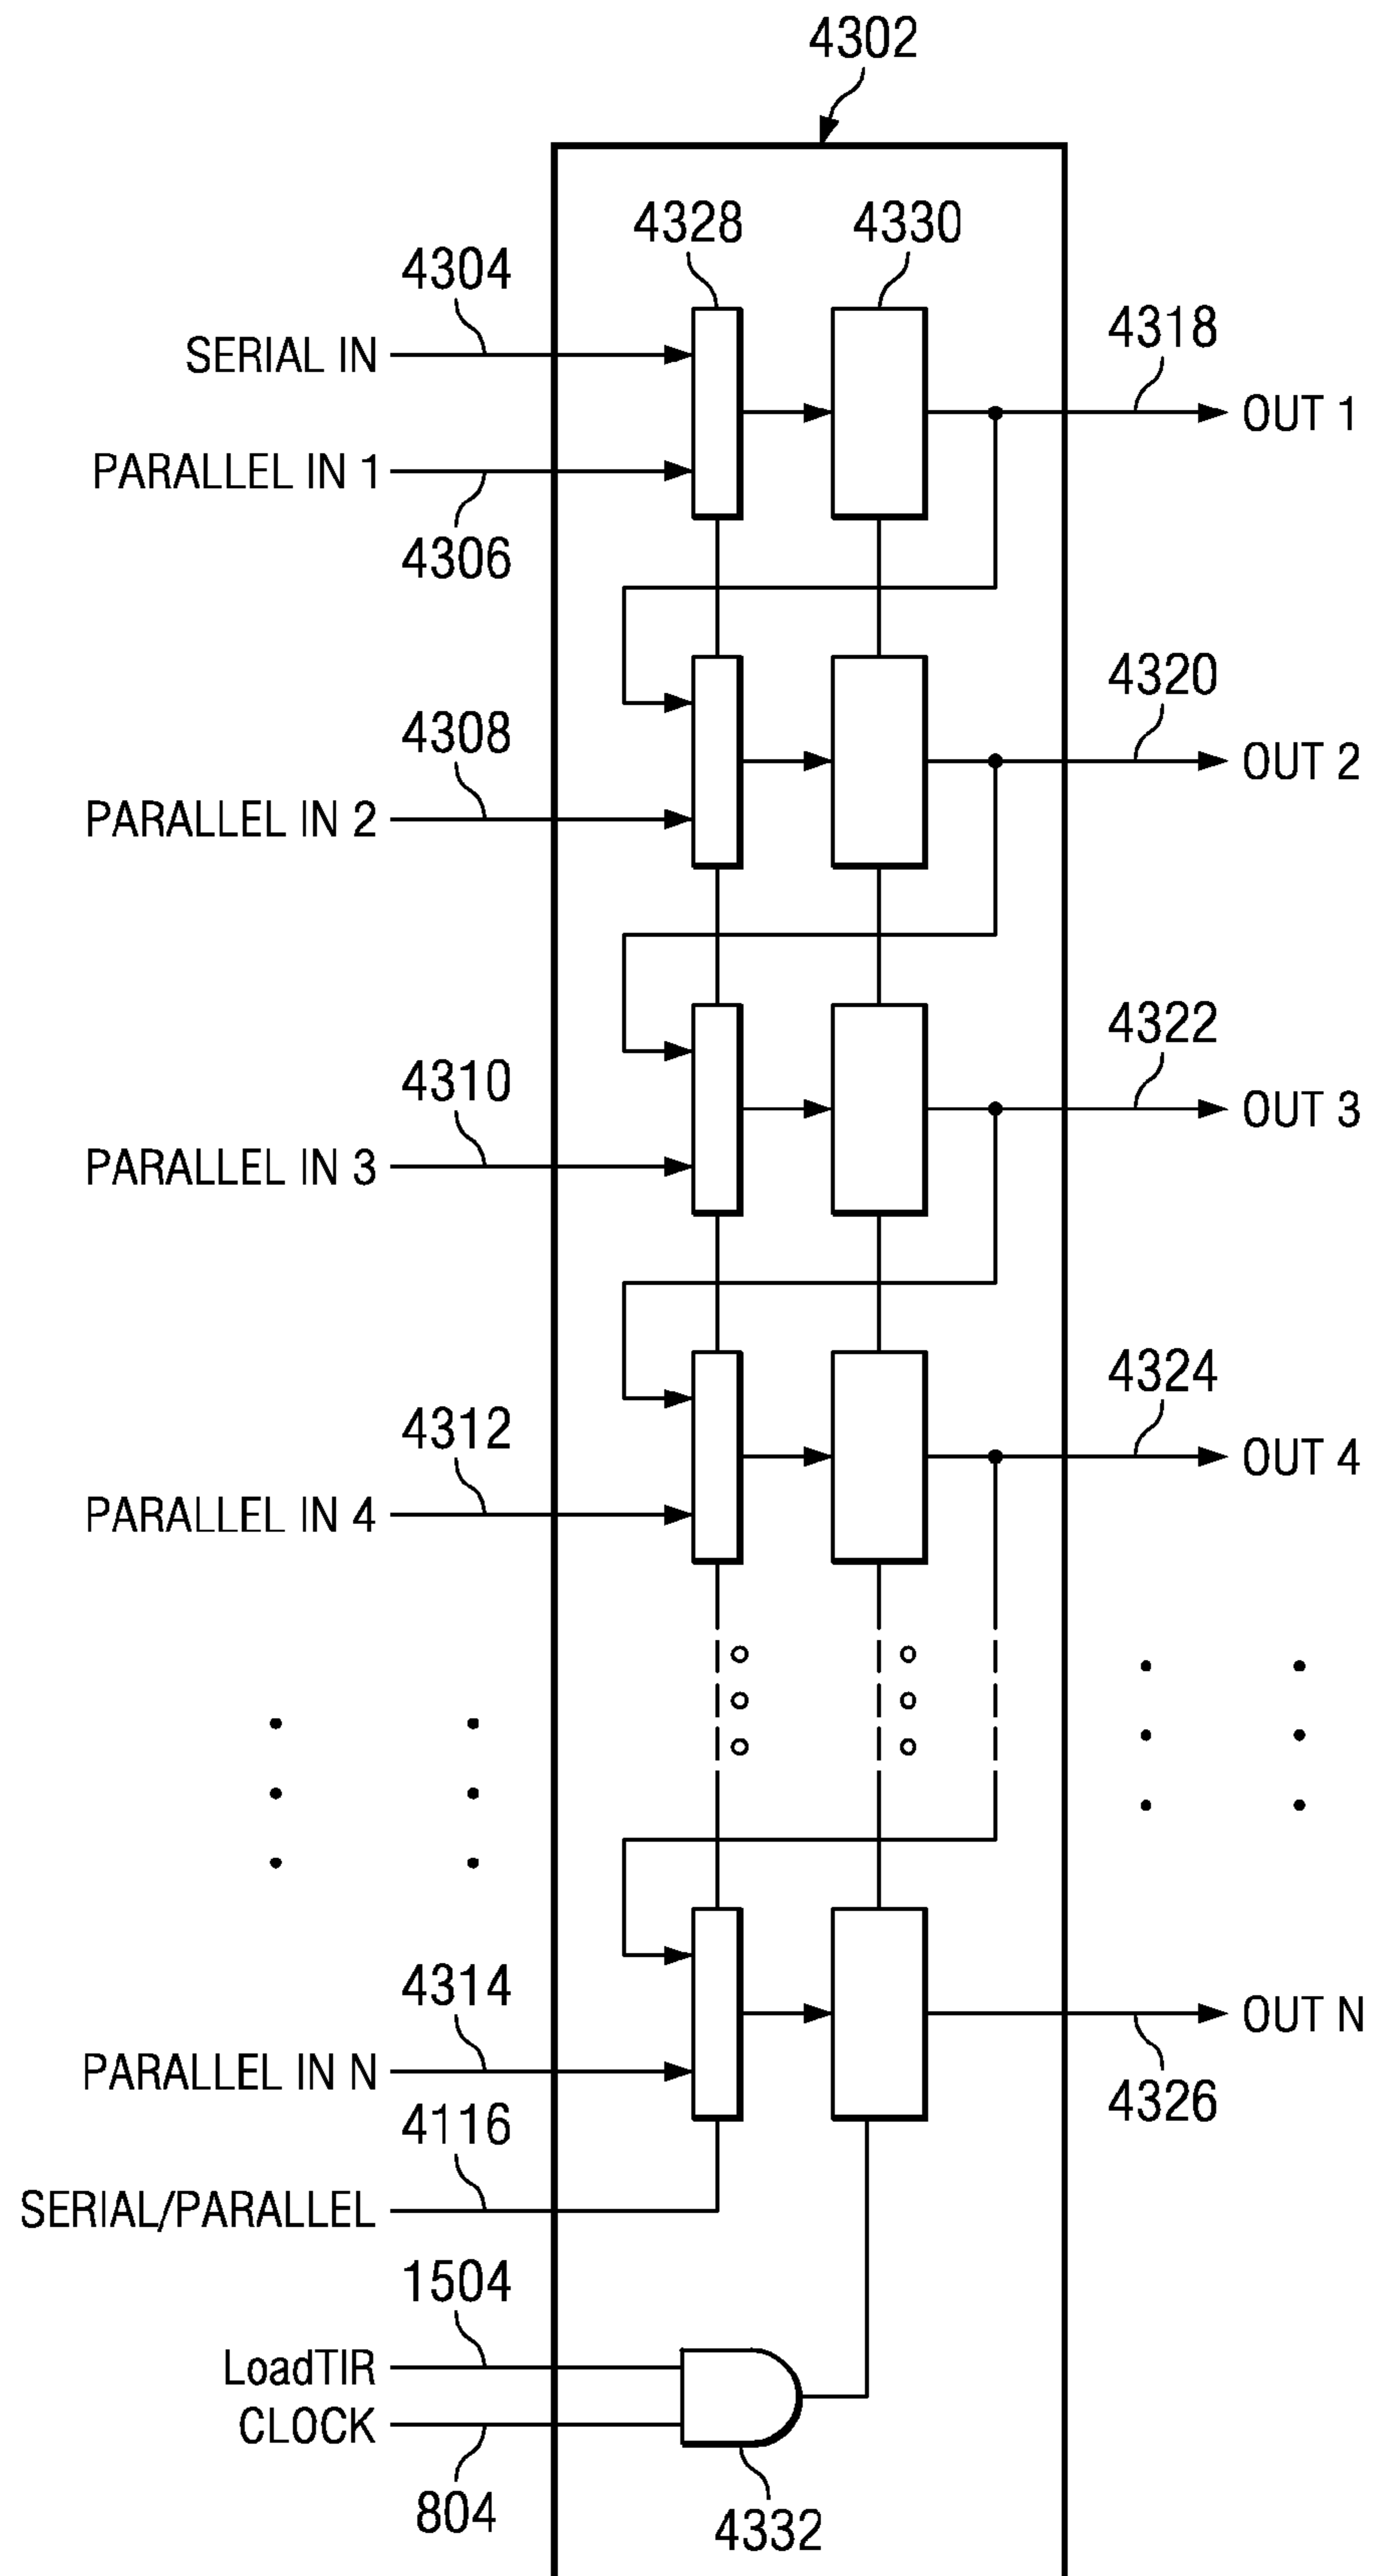 4302
4328 4330
4304
SERIAL IN
4318
OUT 1
PARALLEL IN 1
4306
4320
4308
OUT 2
PARALLEL IN 2
4322
4310
OUT 3
PARALLEL IN 3
4324
4312
OUT 4
PARALLEL IN 4
4314
OUT N
PARALLEL IN N
4326
4116
SERIAL/PARALLEL
1504
LoadTIR
CLOCK
804
4332